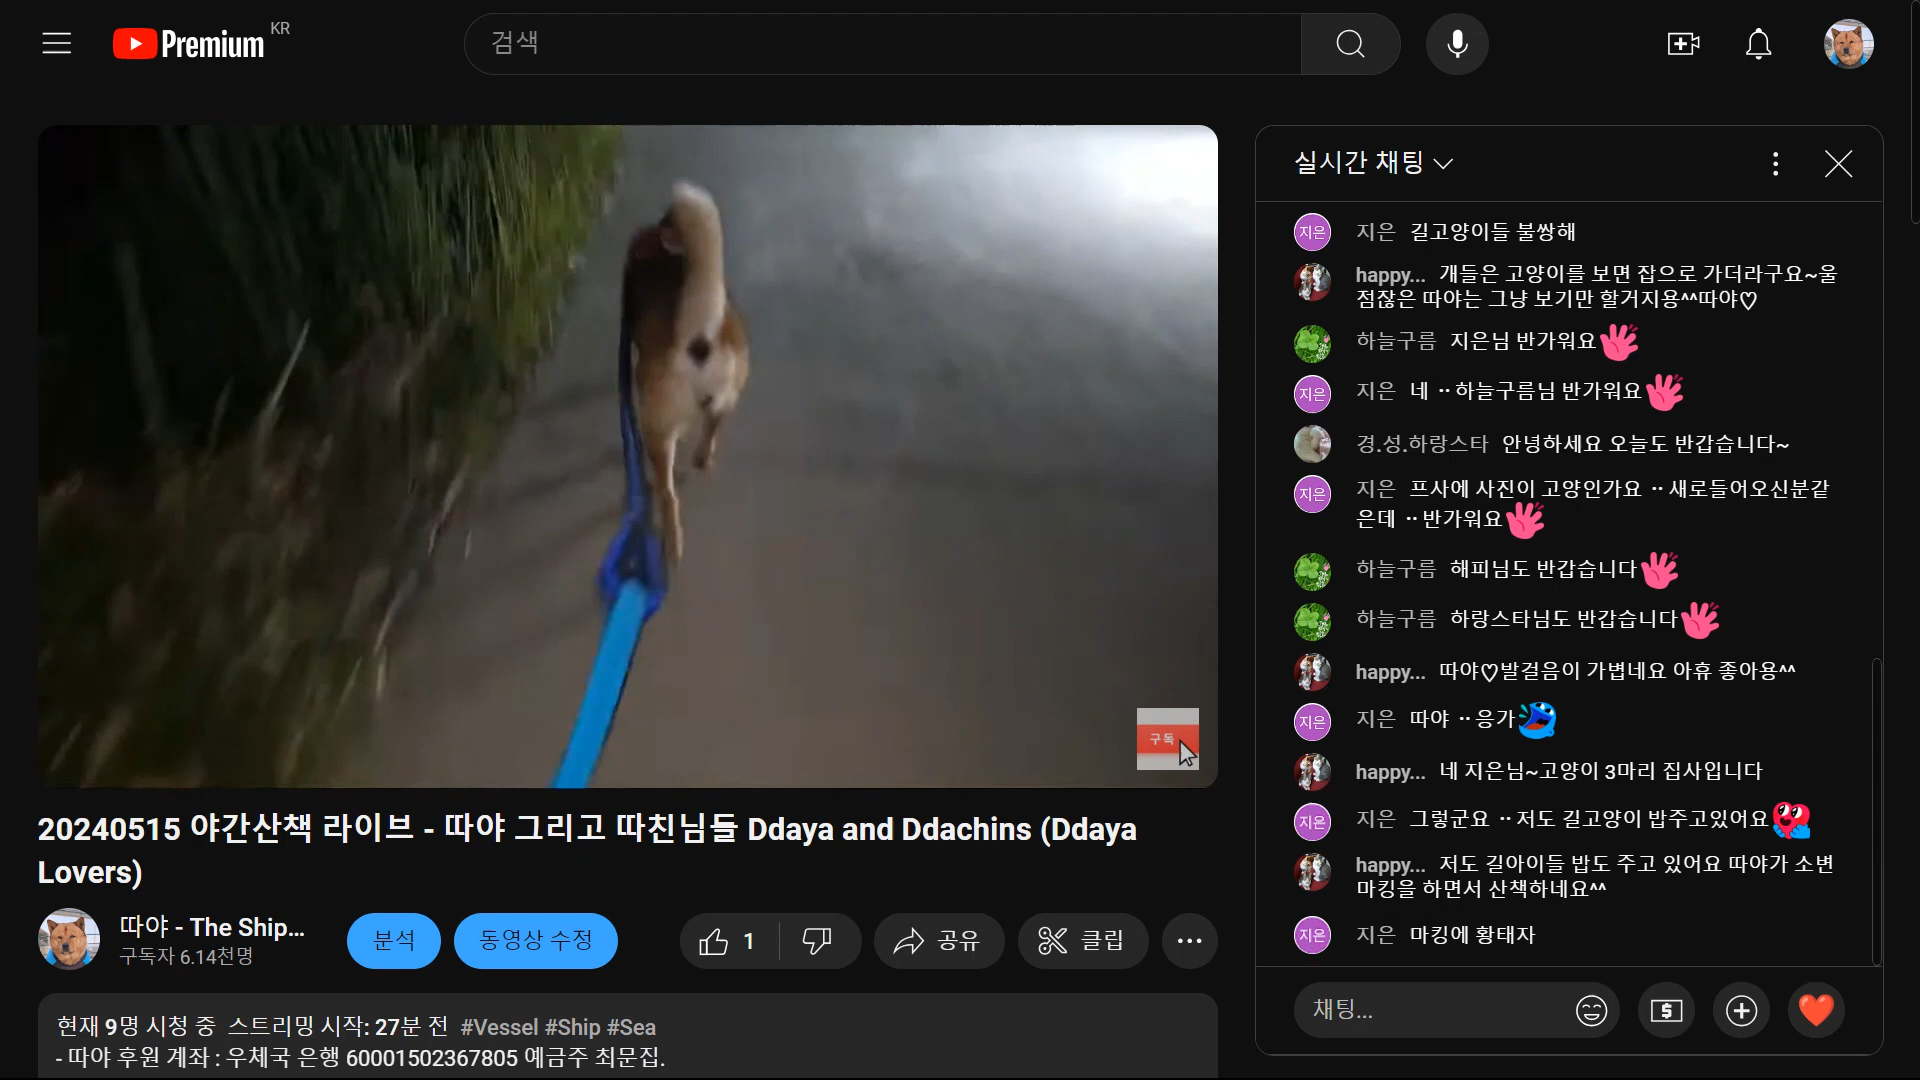 Premium KR
검색
구독
20240515 야간산책 라이브 - 따야 그리고 따친님들 Ddaya and Ddachins (Ddaya
Lovers)
따야 - The Ship...
구독자 6.14천명
분석
동영상 수정
1
공유
클립
현재 9명 시청 중 스트리밍 시작: 27분 전 #Vessel #Ship #Sea
- 따야 후원 계좌 : 우체국 은행 60001502367805 예금주 최문집.
실시간 채팅
지은 지은 길고양이들 불쌍해
happy... 개들은 고양이를 보면 잡으로 가더라구요~울
점잖은 따야는 그냥 보기만 할거지용^^따야♡
하늘구름 지은님 반가워요
지은 지은 네 ··하늘구름님 반가워요
경.성.하랑스타 안녕하세요 오늘도 반갑습니다~
지은 지은 프사에 사진이 고양인가요 ··새로들어오신분같
은데 ··반가워요
하늘구름 해피님도 반갑습니다
하늘구름 하랑스타님도 반갑습니다
happy... 따야♡발걸음이 가볍네요 아휴 좋아용^^
지은 지은 따야 ··응가
happy... 네 지은님~고양이 3마리 집사입니다
지은 지은 그렇군요 ··저도 길고양이 밥주고있어요
happy... 저도 길아이들 밥도 주고 있어요 따야가 소변
마킹을 하면서 산책하네요^^
지은 지은 마킹에 황태자
채팅...